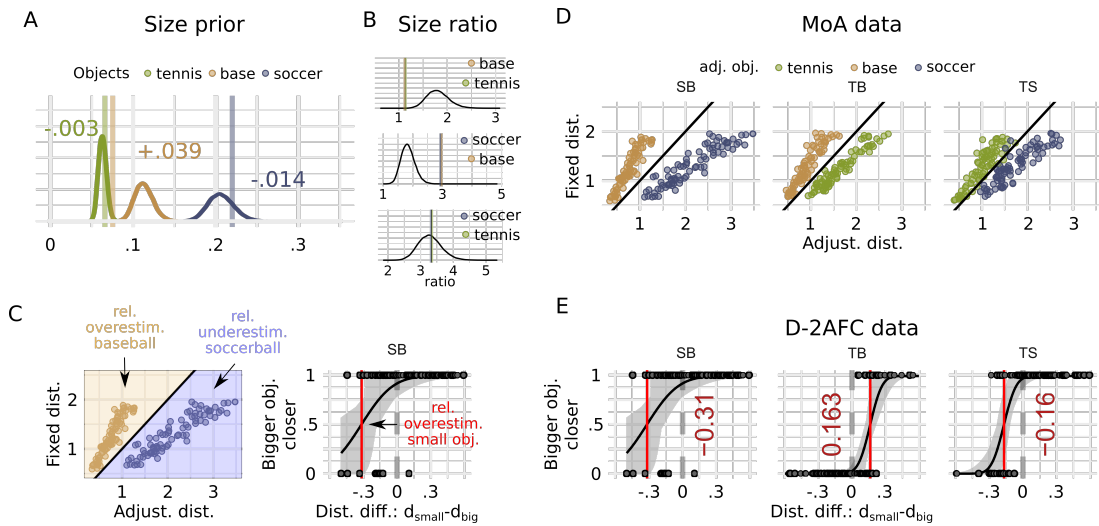 A
Size prior
Objects tennis base soccer
-.003
+.039
-.014
0 .1 .2 .3
B
Size ratio
base
tennis
1 2 3
soccer
base
1 2 3 4 5
soccer
tennis
2 3 4 5
ratio
C
rel.
overestim.
baseball
rel.
underestim.
soccerball
Fixed dist.
2
1
1 2 3
Adjust. dist.
SB
Bigger obj.
closer
1
.5
0
rel.
overestim.
small obj.
-.3 0 .3
Dist. diff.: dsmall-dbig
D
MoA data
adj. obj. tennis base soccer
SB TB TS
Fixed dist.
2
1
1 2 3 1 2 3 1 2 3
Adjust. dist.
E
D-2AFC data
SB TB TS
Bigger obj.
closer
1
.5
0
−0.31
0.163
−0.16
-.3 0 .3 -.3 0 .3 -.3 0 .3
Dist. diff.: dsmall-dbig